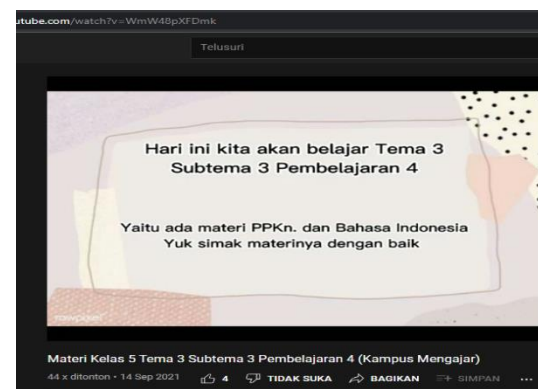 utube.com/watch?v=WmW48pXFDmk
Telusuri
Hari ini kita akan belajar Tema 3
Subtema 3 Pembelajaran 4
Yaitu ada materi PPKn. dan Bahasa Indonesia
Yuk simak materinya dengan baik
rawpixel
Materi Kelas 5 Tema 3 Subtema 3 Pembelajaran 4 (Kampus Mengajar)
44 x ditonton • 14 Sep 2021 4 TIDAK SUKA BAGIKAN SIMPAN ...